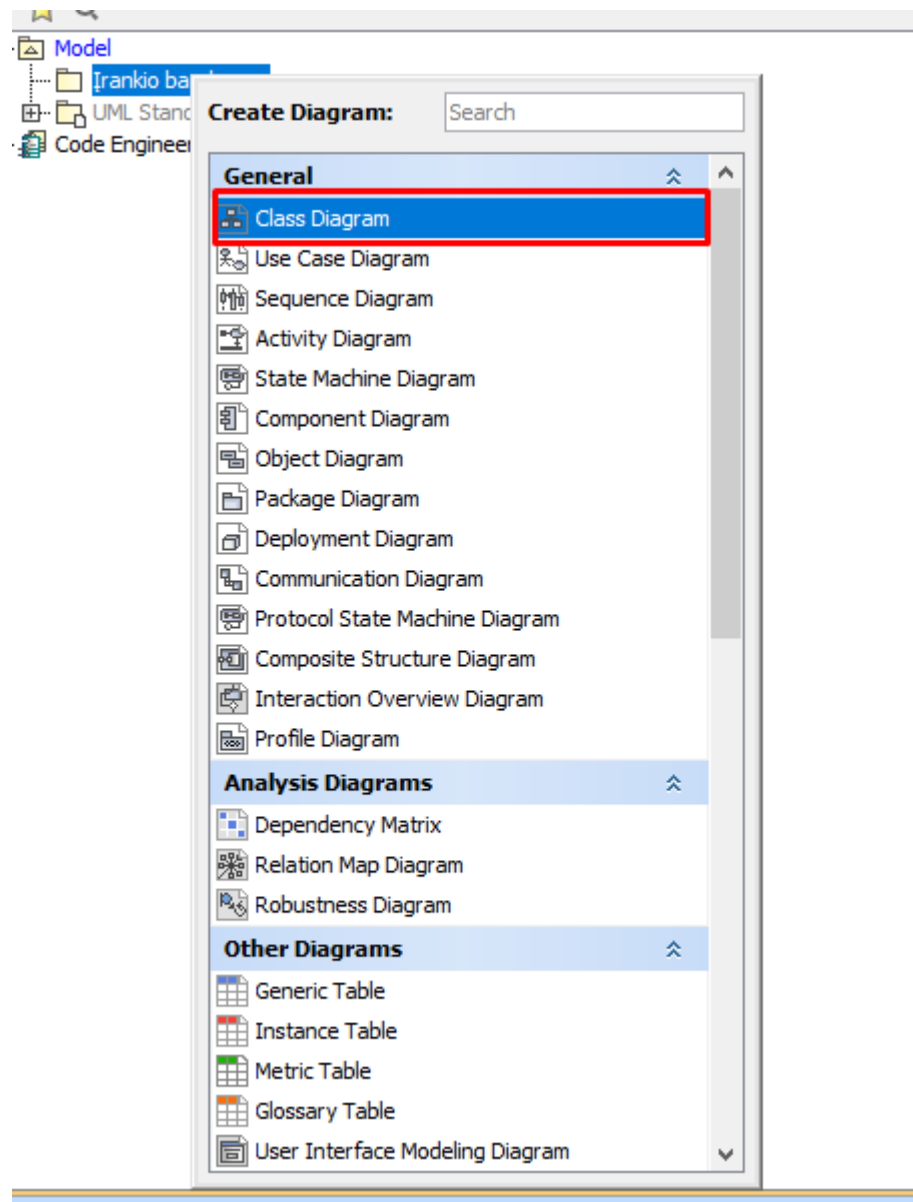 Model
Įrankio
UML
Code
Create Diagram:
Search
General
Class Diagram
Use Case Diagram
Sequence Diagram
Activity Diagram
State Machine Diagram
Component Diagram
Object Diagram
Package Diagram
Deployment Diagram
Communication Diagram
Protocol State Machine Diagram
Composite Structure Diagram
Interaction Overview Diagram
Profile Diagram
Analysis Diagrams
Dependency Matrix
Relation Map Diagram
Robustness Diagram
Other Diagrams
Generic Table
Instance Table
Metric Table
Glossary Table
User Interface Modeling Diagram